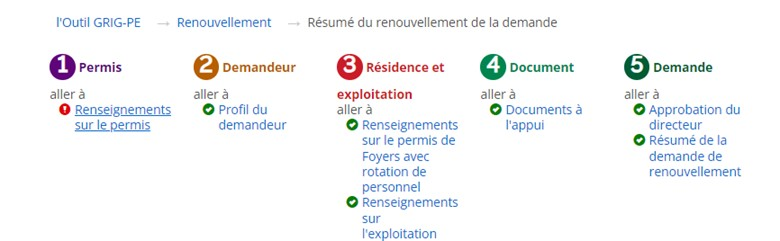 l'Outil GRIG-PE → Renouvellement → Résumé du renouvellement de la demande
1 Permis
aller à
Renseignements
sur le permis
2 Demandeur
aller à
Profil du
demandeur
3 Résidence et
exploitation
aller à
Renseignements
sur le permis de
Foyers avec
rotation de
personnel
Renseignements
sur
l'exploitation
4 Document
aller à
Documents à
l'appui
5 Demande
aller à
Approbation du
directeur
Résumé de la
demande de
renouvellement